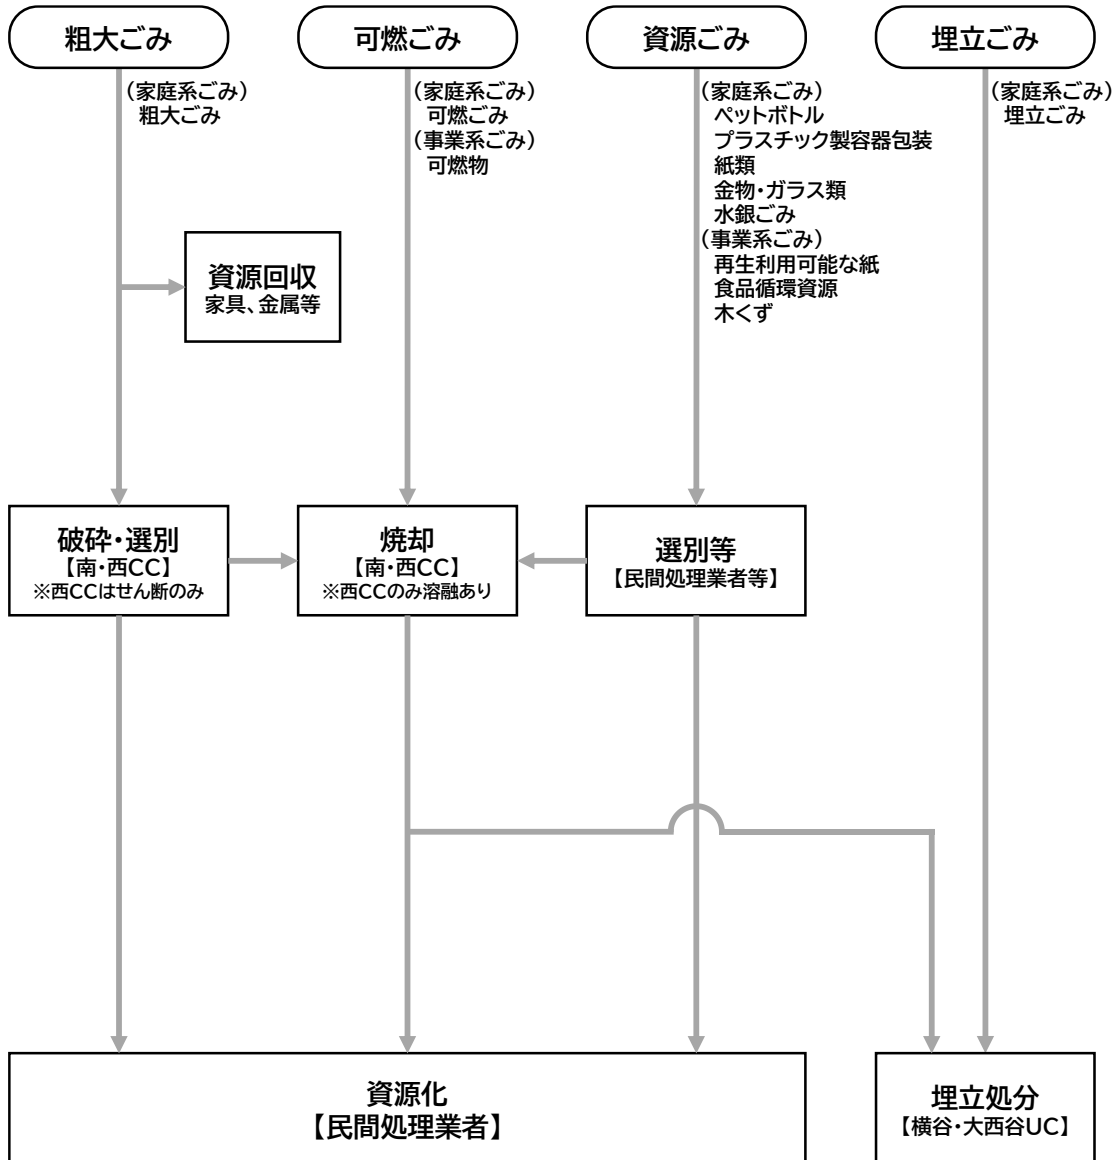 粗大ごみ
(家庭系ごみ)
粗大ごみ
可燃ごみ
(家庭系ごみ)
可燃ごみ
(事業系ごみ)
可燃物
資源ごみ
(家庭系ごみ)
ペットボトル
プラスチック製容器包装
紙類
金物・ガラス類
水銀ごみ
(事業系ごみ)
再生利用可能な紙
食品循環資源
木くず
埋立ごみ
(家庭系ごみ)
埋立ごみ
資源回収
家具、金属等
破砕・選別
【南・西CC】
※西CCはせん断のみ
焼却
【南・西CC】
※西CCのみ溶融あり
選別等
【民間処理業者等】
資源化
【民間処理業者】
埋立処分
【横谷・大西谷UC】